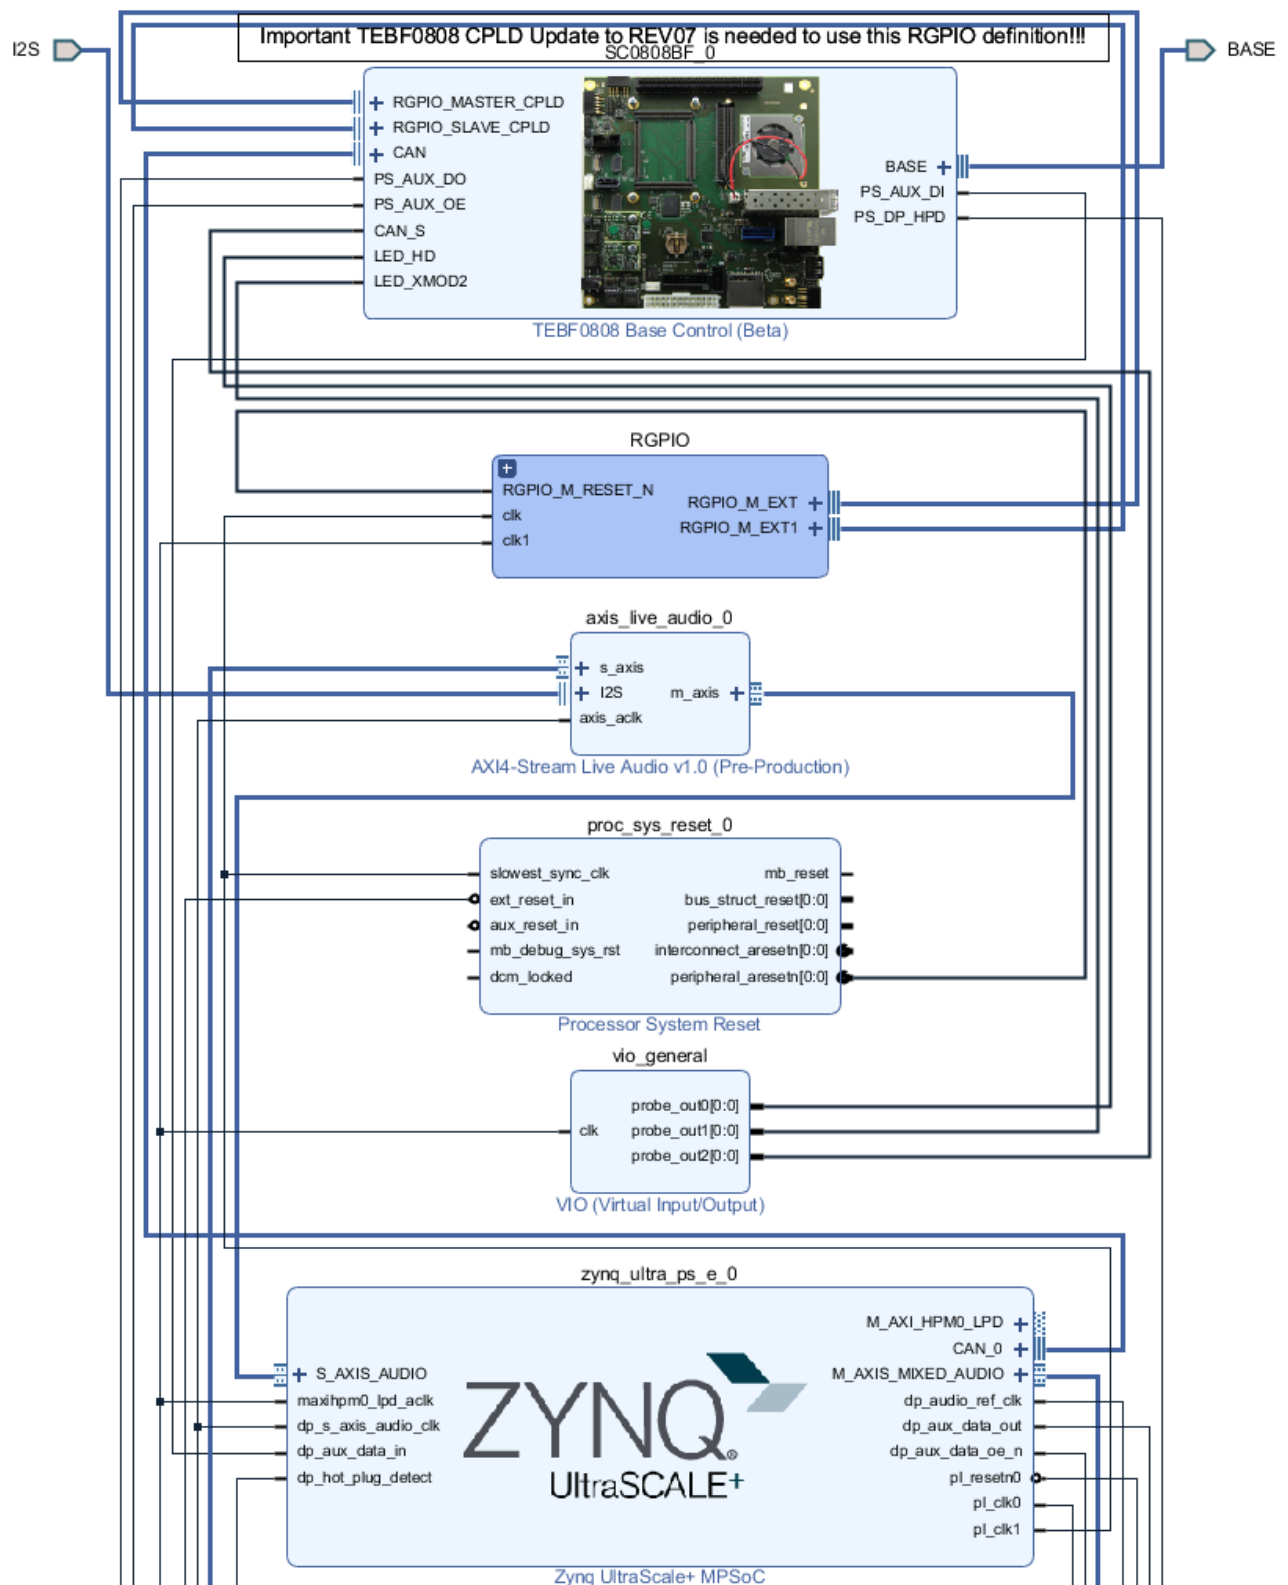 Important TEBF0808 CPLD Update to REV07 is needed to use this RGPIO definition!!!
I2S
BASE
SC0808BF_0
RGPIO_MASTER_CPLD
RGPIO_SLAVE_CPLD
CAN
PS_AUX_DO
PS_AUX_OE
CAN_S
LED_HD
LED_XMOD2
BASE
PS_AUX_DI
PS_DP_HPD
TEBF0808 Base Control (Beta)
RGPIO
RGPIO_M_RESET_N
clk
clk1
RGPIO_M_EXT
RGPIO_M_EXT1
axis_live_audio_0
s_axis
I2S
axis_aclk
m_axis
AXI4-Stream Live Audio v1.0 (Pre-Production)
proc_sys_reset_0
slowest_sync_clk
ext_reset_in
aux_reset_in
mb_debug_sys_rst
dcm_locked
mb_reset
bus_struct_reset[0:0]
peripheral_reset[0:0]
interconnect_aresetn[0:0]
peripheral_aresetn[0:0]
Processor System Reset
vio_general
clk
probe_out0[0:0]
probe_out1[0:0]
probe_out2[0:0]
VIO (Virtual Input/Output)
zynq_ultra_ps_e_0
S_AXIS_AUDIO
maxihpm0_lpd_aclk
dp_s_axis_audio_clk
dp_aux_data_in
dp_hot_plug_detect
ZYNQ®
UltraSCALE+
M_AXI_HPM0_LPD
CAN_0
M_AXIS_MIXED_AUDIO
dp_audio_ref_clk
dp_aux_data_out
dp_aux_data_oe_n
pl_resetn0
pl_clk0
pl_clk1
Zynq UltraScale+ MPSoC